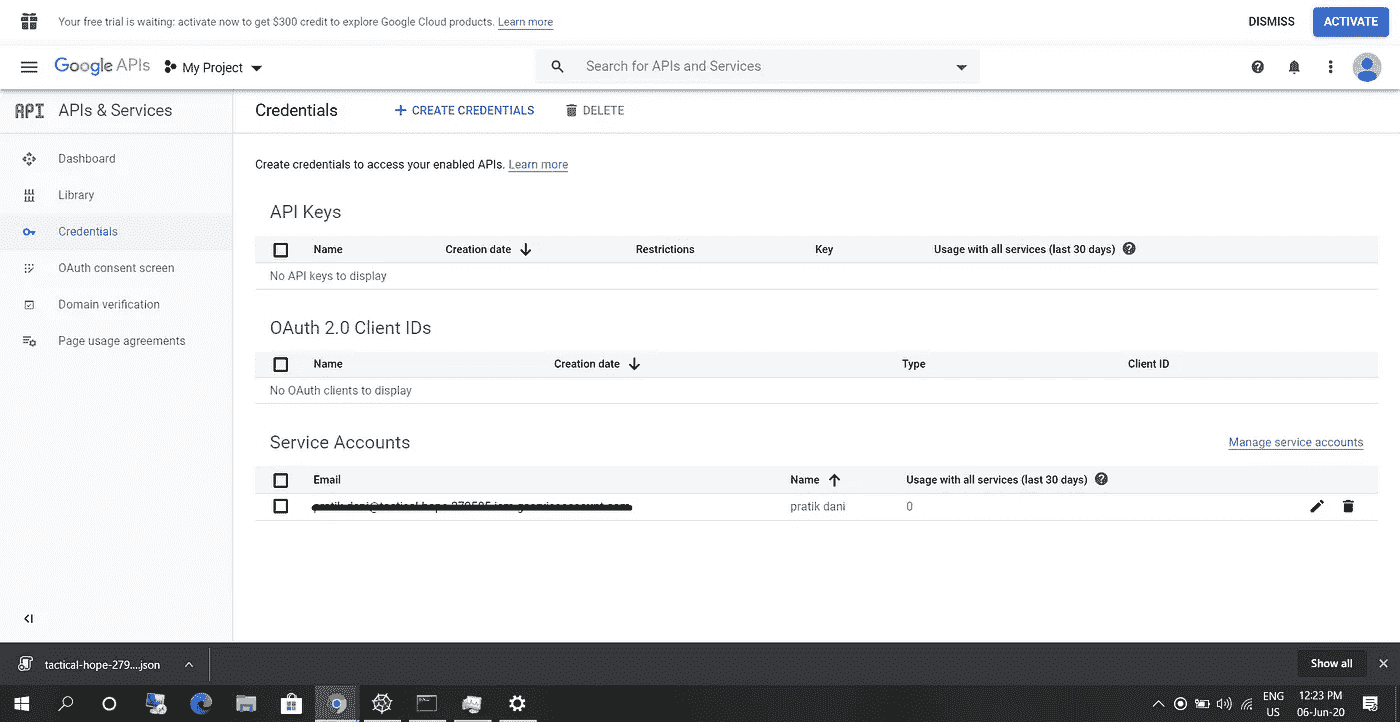 Your free trial is waiting: activate now to get $300 credit to explore Google Cloud products. Learn more DISMISS ACTIVATE
Google APIs My Project Search for APIs and Services
API APIs & Services Credentials + CREATE CREDENTIALS DELETE
Dashboard
Library
Credentials
OAuth consent screen
Domain verification
Page usage agreements
Create credentials to access your enabled APIs. Learn more
API Keys
Name Creation date Restrictions Key Usage with all services (last 30 days)
No API keys to display
OAuth 2.0 Client IDs
Name Creation date Type Client ID
No OAuth clients to display
Service Accounts Manage service accounts
Email Name Usage with all services (last 30 days)
pratik dani 0
tactical-hope-279....json Show all
ENG 12:23 PM
US 06-Jun-20